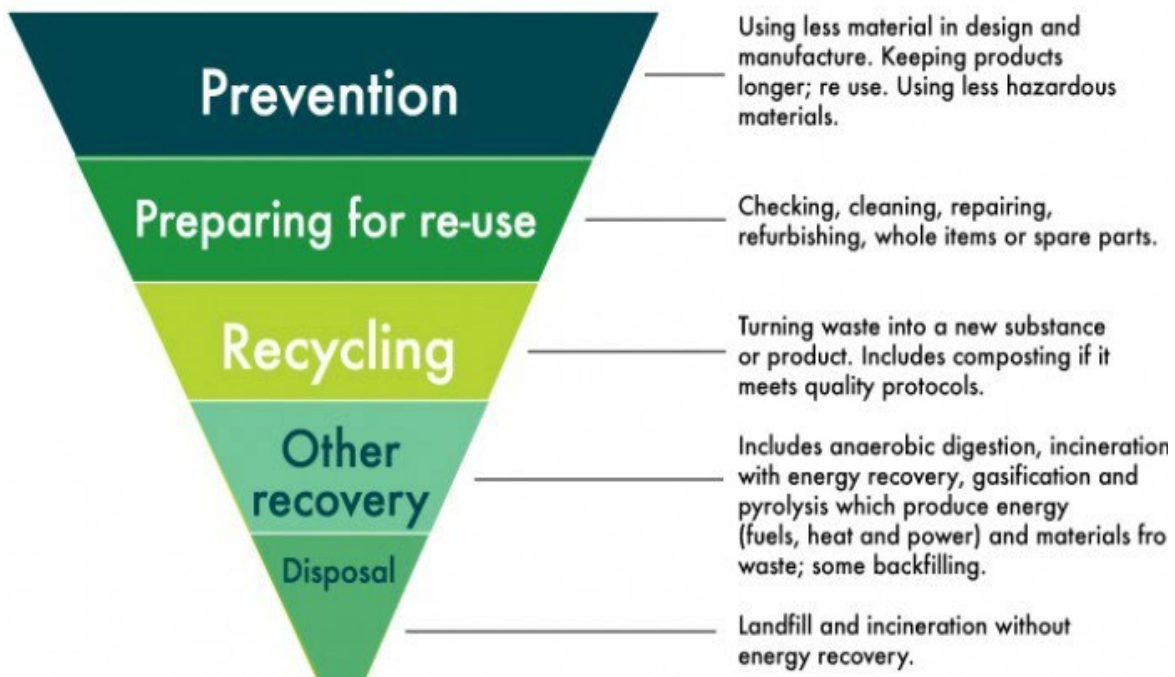 Prevention
Using less material in design and
manufacture. Keeping products
longer; re use. Using less hazardous
materials.
Preparing for re-use
Checking, cleaning, repairing,
refurbishing, whole items or spare parts.
Recycling
Turning waste into a new substance
or product. Includes composting if it
meets quality protocols.
Other
recovery
Includes anaerobic digestion, incineration
with energy recovery, gasification and
pyrolysis which produce energy
(fuels, heat and power) and materials fro
waste; some backfilling.
Disposal
Landfill and incineration without
energy recovery.